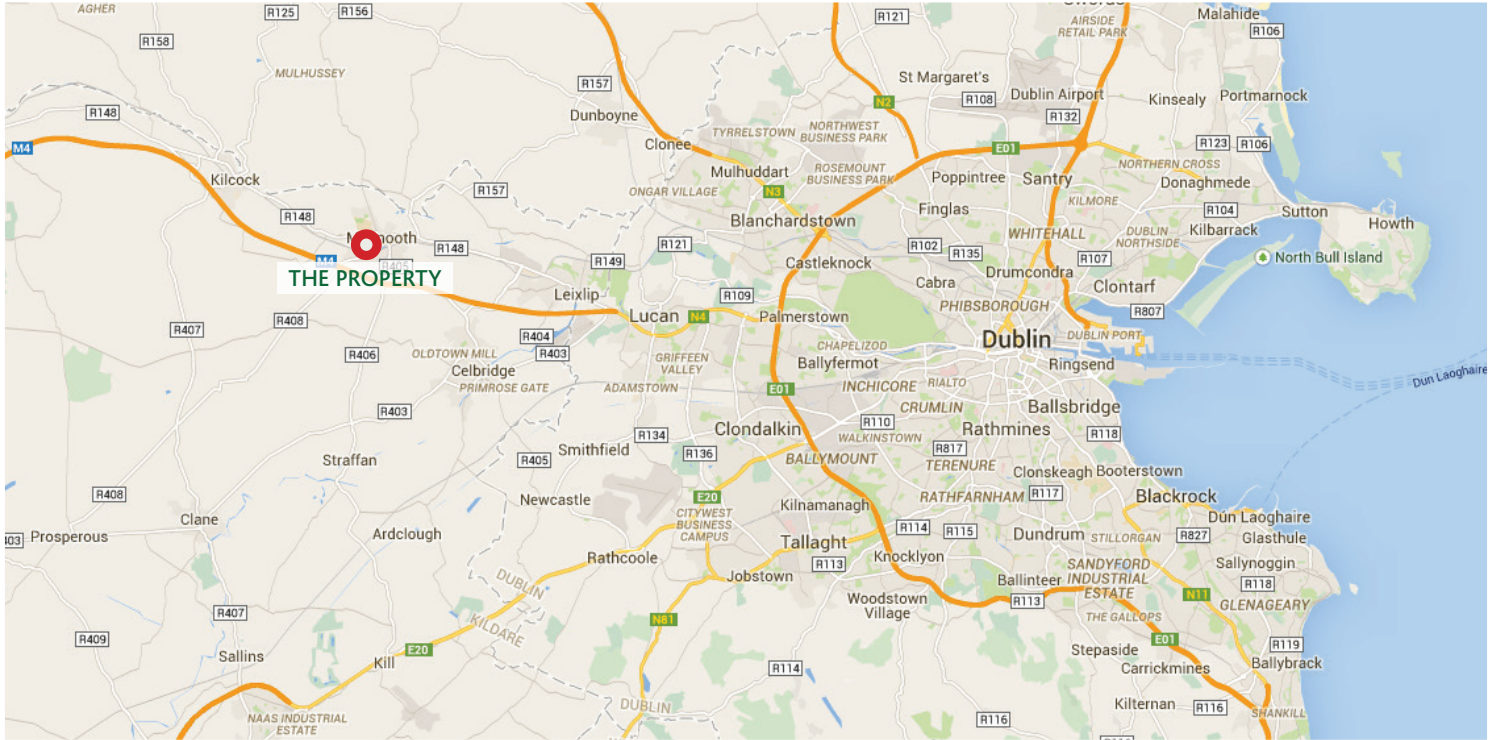 AGHER
R125
R156
R121
Swords
Malahide
AIRSIDE
RETAIL PARK
R106
R158
MULHUSSEY
R157
St Margaret's
R148
Dunboyne
N2
R108
Dublin Airport
Kinsealy
Portmarnock
R132
M4
Clonee
TYRRELSTOWN
NORTHWEST
BUSINESS PARK
E01
R123
R106
Kilcock
Mulhuddart
ROSEMOUNT
BUSINESS PARK
Poppintree
Santry
NORTHERN CROSS
Donaghmede
R157
ONGAR VILLAGE
N3
KILMORE
R148
Blanchardstown
Finglas
R104
Sutton
Howth
Maynooth
R148
R121
R102
R135
WHITEHALL
DUBLIN
NORTHSIDE
Kilbarrack
M4
R405
R149
Castleknock
R107
North Bull Island
THE PROPERTY
Leixlip
R109
Cabra
Drumcondra
Clontarf
PHIBSBOROUGH
R807
R407
R408
Lucan
N4
Palmerstown
R404
Dublin
DUBLIN PORT
R406
OLDTOWN MILL
R403
GRIFFEEN
VALLEY
CHAPELIZOD
Ballyfermot
Ringsend
Celbridge
PRIMROSE GATE
ADAMSTOWN
E01
INCHICORE
RIALTO
Dun Laoghaire
R403
CRUMLIN
Ballsbridge
R134
Clondalkin
R110
Rathmines
R118
Smithfield
WALKINSTOWN
R817
Straffan
R405
R136
BALLYMOUNT
TERENURE
Clonskeagh
Booterstown
R408
Newcastle
E20
Kilnamanagh
RATHFARNHAM
R117
Blackrock
Clane
CITYWEST
BUSINESS
CAMPUS
Dún Laoghaire
403
Prosperous
Ardclough
R114
R115
Dundrum
STILLORGAN
R827
Glasthule
Rathcoole
Tallaght
Knocklyon
SANDYFORD
INDUSTRIAL
ESTATE
Sallynoggin
DUBLIN
Jobstown
R113
Ballinteer
R118
R407
Woodstown
Village
R113
N11
GLENAGEARY
KILDARE
N81
THE GALLOPS
R409
E20
E01
R119
Sallins
Kill
R114
Stepaside
Carrickmines
Ballybrack
DUBLIN
Kilternan
R116
NAAS INDUSTRIAL
ESTATE
R116
SHANKILL